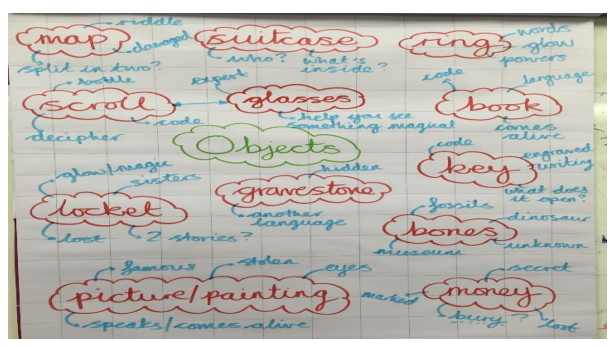 riddle
map
damaged
split in two?
suitcase
who?
what's inside?
ring
words
glow
powers
bottle
scroll
code
decipher
expert
glasses
help you see
something magical
code
language
book
comes
alive
Objects
code
key
engraved
writing
what does
it open?
glow/magic
sisters
locket
lost
2 stories?
hidden
gravestone
another
language
fossils
dinosaur
bones
unknown
museum
famous
stolen
eyes
picture/painting
speaks/comes alive
secret
marked
money
bury?
lost